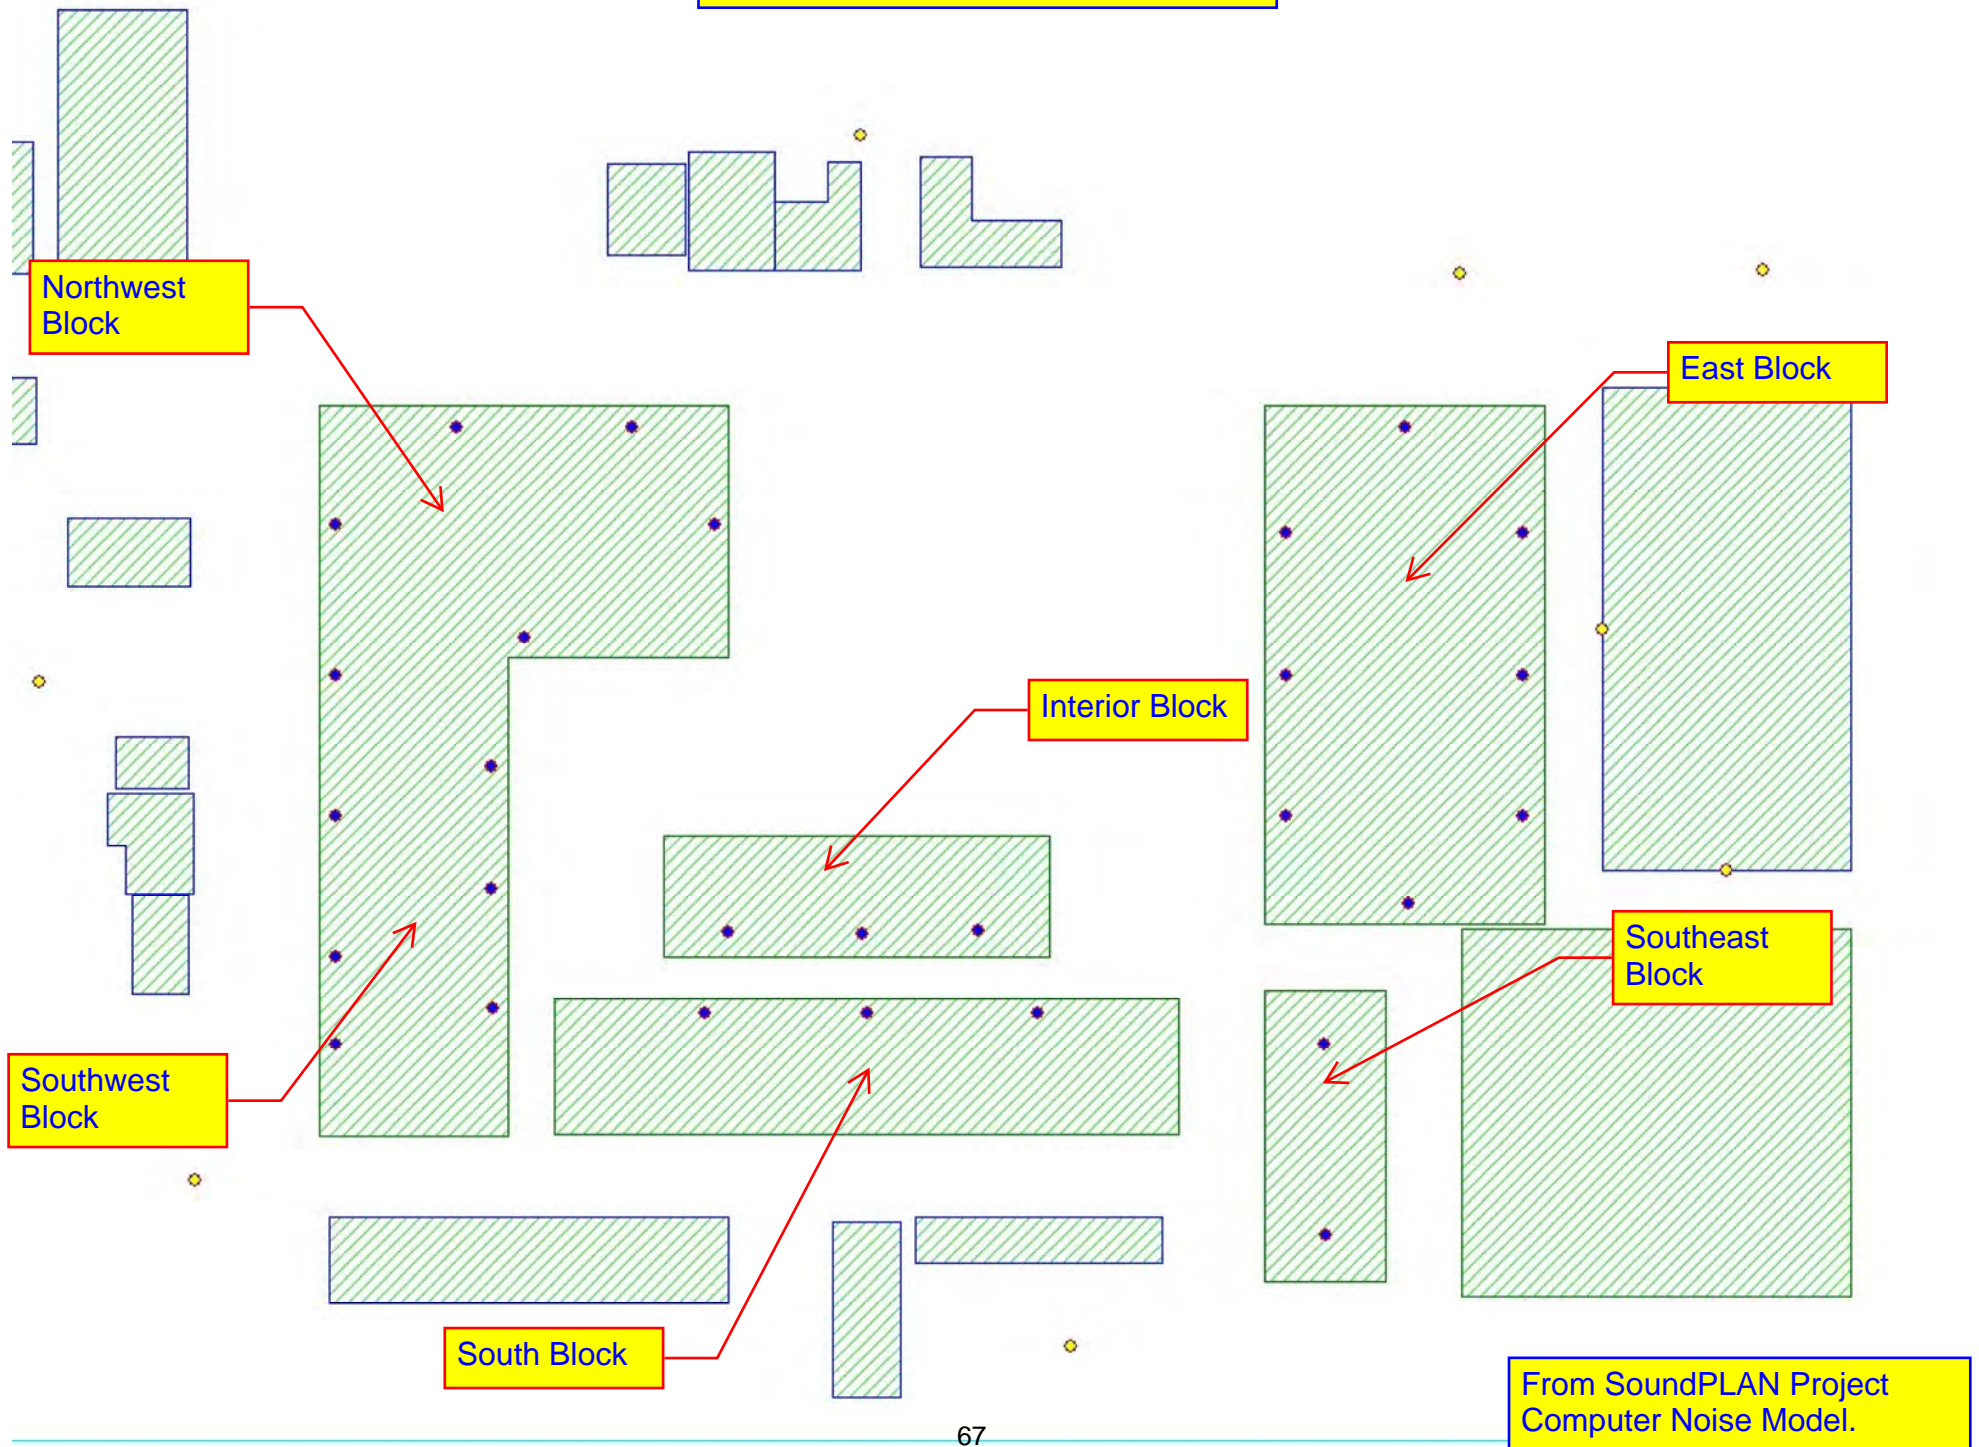 Northwest
Block
East Block
Interior Block
Southeast
Block
Southwest
Block
South Block
From SoundPLAN Project
Computer Noise Model.
67